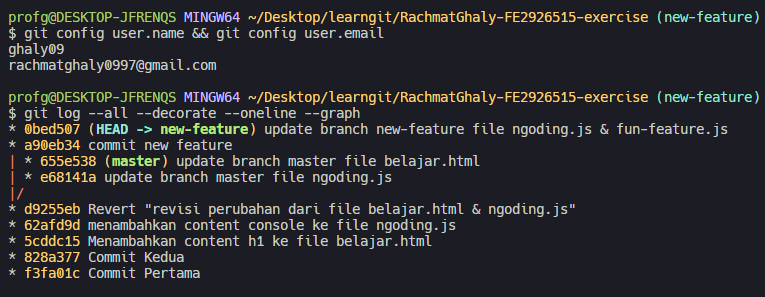 profg@DESKTOP-JFRENQS MINGW64 ~/Desktop/learngit/RachmatGhaly-FE2926515-exercise (new-feature)
$ git config user.name && git config user.email
ghaly09
rachmatghaly0997@gmail.com

profg@DESKTOP-JFRENQS MINGW64 ~/Desktop/learngit/RachmatGhaly-FE2926515-exercise (new-feature)
$ git log --all --decorate --oneline --graph
* 0bed507 (HEAD -> new-feature) update branch new-feature file ngoding.js & fun-feature.js
* a90eb34 commit new feature
| * 655e538 (master) update branch master file belajar.html
| * e68141a update branch master file ngoding.js
|/
* d9255eb Revert "revisi perubahan dari file belajar.html & ngoding.js"
* 62afd9d menambahkan content console ke file ngoding.js
* 5cddc15 Menambahkan content h1 ke file belajar.html
* 828a377 Commit Kedua
* f3fa01c Commit Pertama